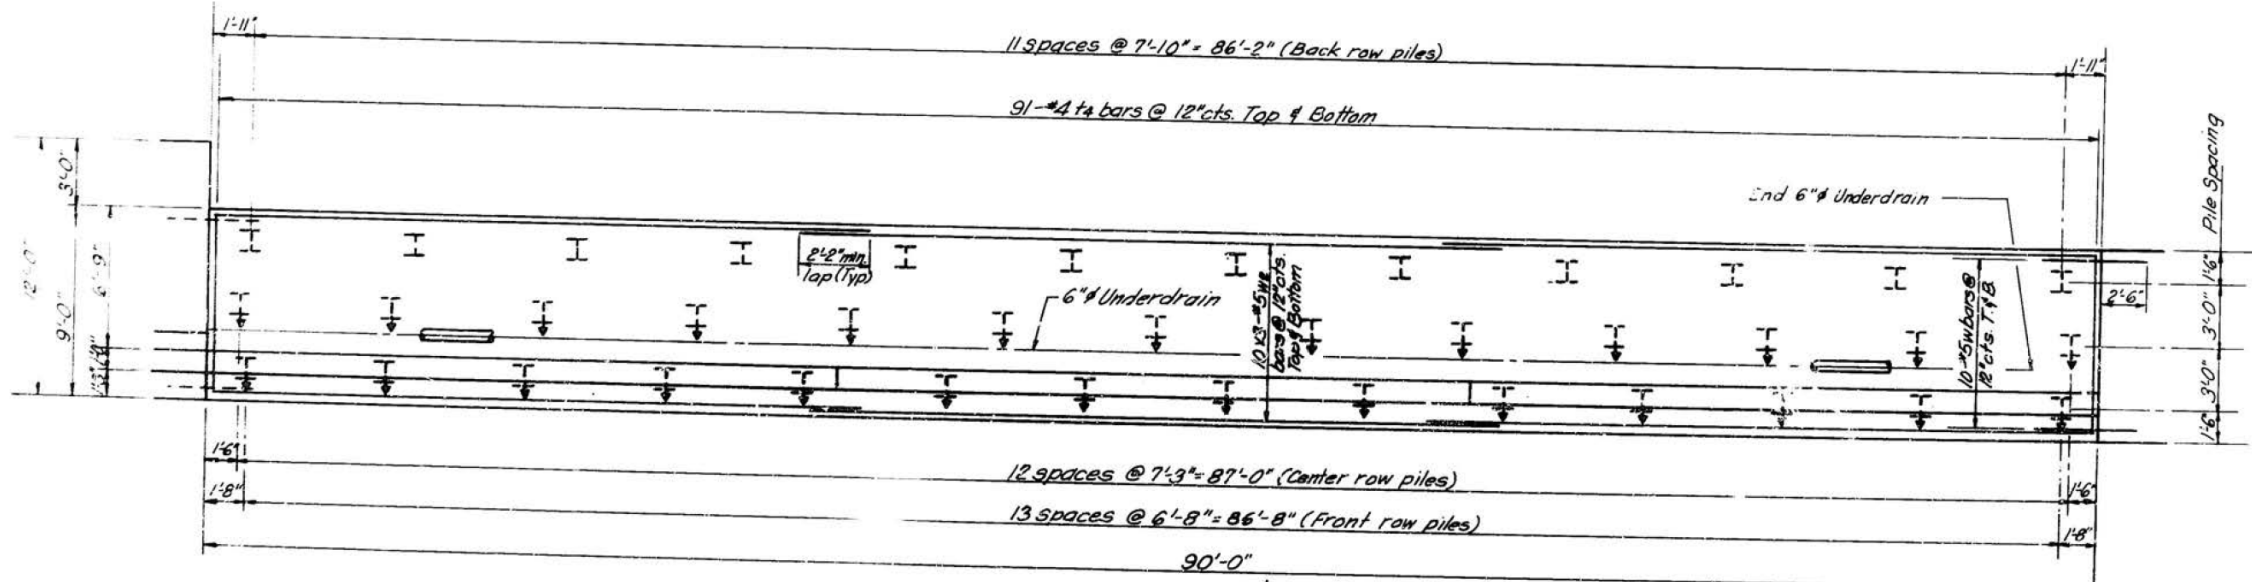 1'-11"
11 spaces @ 7'-10" = 86'-2" (Back row piles)
1'-11"
91-#4 t4 bars @ 12"cts. Top & Bottom
Pile Spacing
3'-0"
12'-0"
9'-0"
6'-9"
End 6"ϕ Underdrain
2'-2" min.
lap (Typ)
6"ϕ Underdrain
10x3-#5
bars @ 12"cts.
Top & Bottom
10-#5 w bars @
12"cts. T. & B.
1'-6"
3'-0"
3'-0"
1'-6"
2'-6"
1'-6"
12 spaces @ 7'-3" = 87'-0" (Center row piles)
1'-6"
1'-8"
13 spaces @ 6'-8" = 86'-8" (Front row piles)
1'-8"
90'-0"